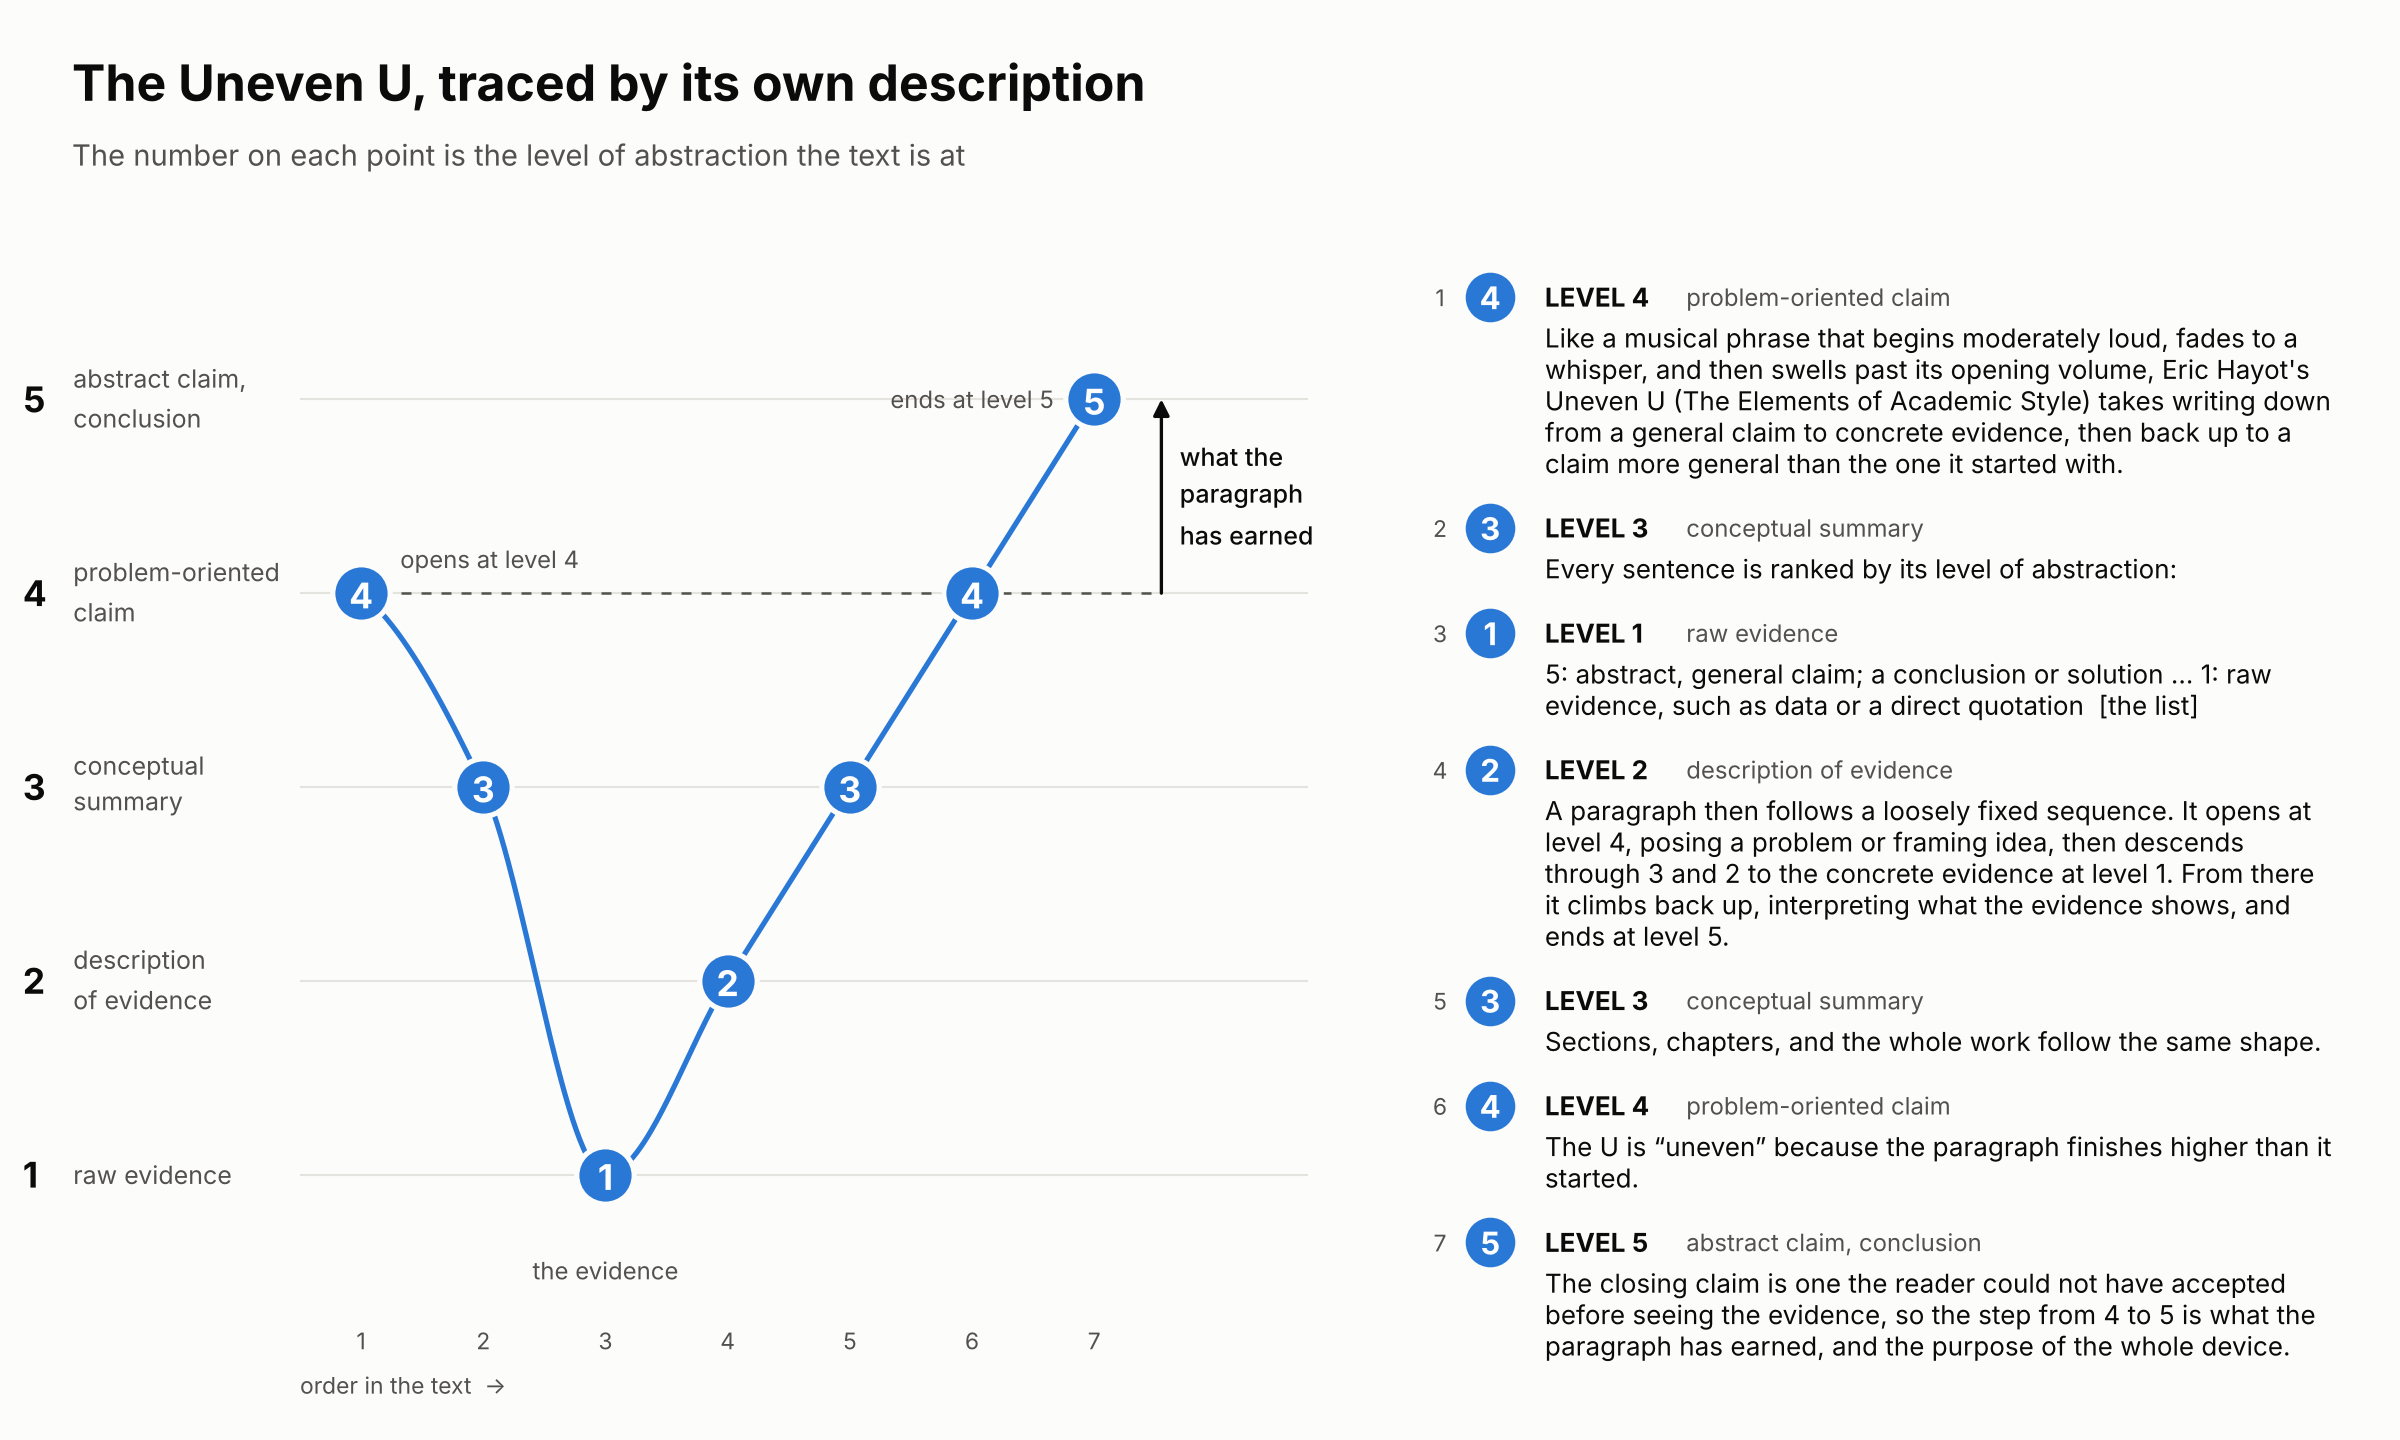 The Uneven U, traced by its own description
The number on each point is the level of abstraction the text is at
5
abstract claim,
conclusion
4
problem-oriented
claim
3
conceptual
summary
2
description
of evidence
1
raw evidence
ends at level 5
5
what the
paragraph
has earned
opens at level 4
4
4
3
3
2
1
the evidence
1 2 3 4 5 6 7
order in the text →
1 4 LEVEL 4 problem-oriented claim
Like a musical phrase that begins moderately loud, fades to a
whisper, and then swells past its opening volume, Eric Hayot's
Uneven U (The Elements of Academic Style) takes writing down
from a general claim to concrete evidence, then back up to a
claim more general than the one it started with.
2 3 LEVEL 3 conceptual summary
Every sentence is ranked by its level of abstraction:
3 1 LEVEL 1 raw evidence
5: abstract, general claim; a conclusion or solution ... 1: raw
evidence, such as data or a direct quotation [the list]
4 2 LEVEL 2 description of evidence
A paragraph then follows a loosely fixed sequence. It opens at
level 4, posing a problem or framing idea, then descends
through 3 and 2 to the concrete evidence at level 1. From there
it climbs back up, interpreting what the evidence shows, and
ends at level 5.
5 3 LEVEL 3 conceptual summary
Sections, chapters, and the whole work follow the same shape.
6 4 LEVEL 4 problem-oriented claim
The U is “uneven” because the paragraph finishes higher than it
started.
7 5 LEVEL 5 abstract claim, conclusion
The closing claim is one the reader could not have accepted
before seeing the evidence, so the step from 4 to 5 is what the
paragraph has earned, and the purpose of the whole device.